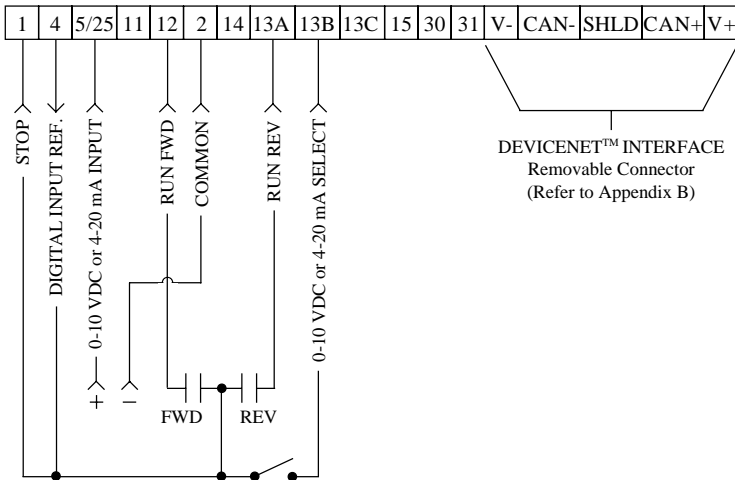 1 4 5/25 11 12 2 14 13A 13B 13C 15 30 31 V- CAN- SHLD CAN+ V+
STOP
DIGITAL INPUT REF.
0-10 VDC or 4-20 mA INPUT
RUN FWD
COMMON
RUN REV
0-10 VDC or 4-20 mA SELECT
DEVICENET™ INTERFACE
Removable Connector
(Refer to Appendix B)
+ −
FWD REV